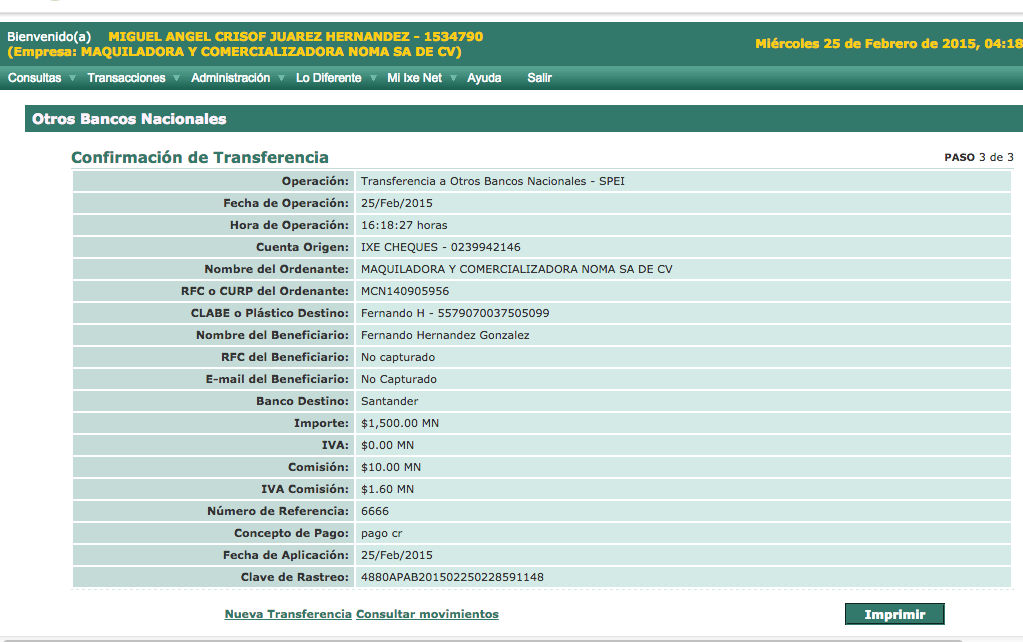 Bienvenido(a) MIGUEL ANGEL CRISOF JUAREZ HERNANDEZ - 1534790
(Empresa: MAQUILADORA Y COMERCIALIZADORA NOMA SA DE CV)
Miércoles 25 de Febrero de 2015, 04:18
Consultas Transacciones Administración Lo Diferente Mi Ixe Net Ayuda Salir
Otros Bancos Nacionales
Confirmación de Transferencia PASO 3 de 3
Operación: Transferencia a Otros Bancos Nacionales - SPEI
Fecha de Operación: 25/Feb/2015
Hora de Operación: 16:18:27 horas
Cuenta Origen: IXE CHEQUES - 0239942146
Nombre del Ordenante: MAQUILADORA Y COMERCIALIZADORA NOMA SA DE CV
RFC o CURP del Ordenante: MCN140905956
CLABE o Plástico Destino: Fernando H - 5579070037505099
Nombre del Beneficiario: Fernando Hernandez Gonzalez
RFC del Beneficiario: No capturado
E-mail del Beneficiario: No Capturado
Banco Destino: Santander
Importe: $1,500.00 MN
IVA: $0.00 MN
Comisión: $10.00 MN
IVA Comisión: $1.60 MN
Número de Referencia: 6666
Concepto de Pago: pago cr
Fecha de Aplicación: 25/Feb/2015
Clave de Rastreo: 4880APAB201502250228591148
Nueva Transferencia Consultar movimientos Imprimir